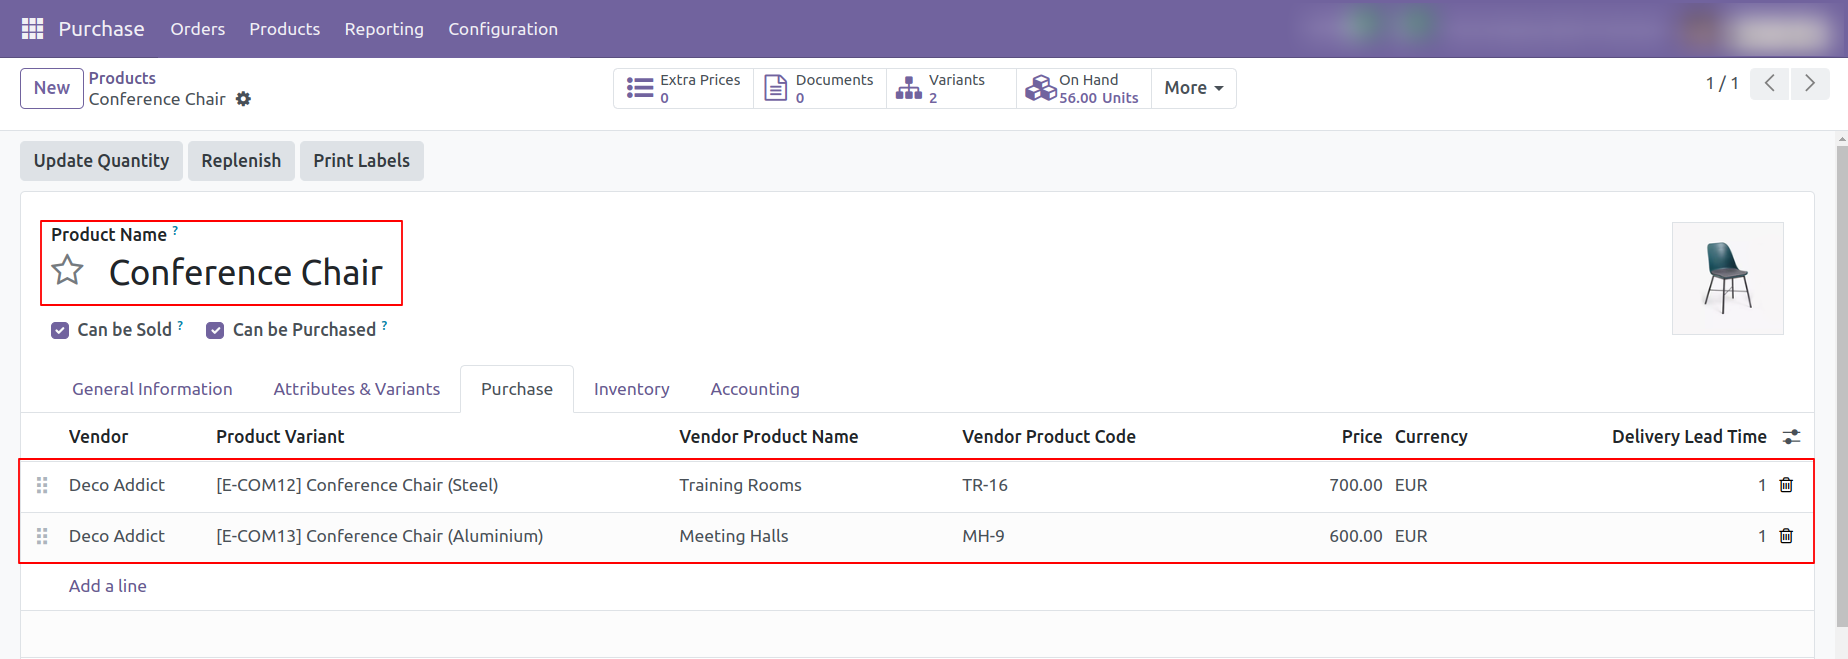 Purchase Orders Products Reporting Configuration
New Products Conference Chair
Extra Prices 0 Documents 0 Variants 2 On Hand 56.00 Units More
1 / 1
Update Quantity Replenish Print Labels
Product Name ?
Conference Chair
Can be Sold ? Can be Purchased ?
General Information Attributes & Variants Purchase Inventory Accounting
Vendor Product Variant Vendor Product Name Vendor Product Code Price Currency Delivery Lead Time
Deco Addict [E-COM12] Conference Chair (Steel) Training Rooms TR-16 700.00 EUR 1
Deco Addict [E-COM13] Conference Chair (Aluminium) Meeting Halls MH-9 600.00 EUR 1
Add a line